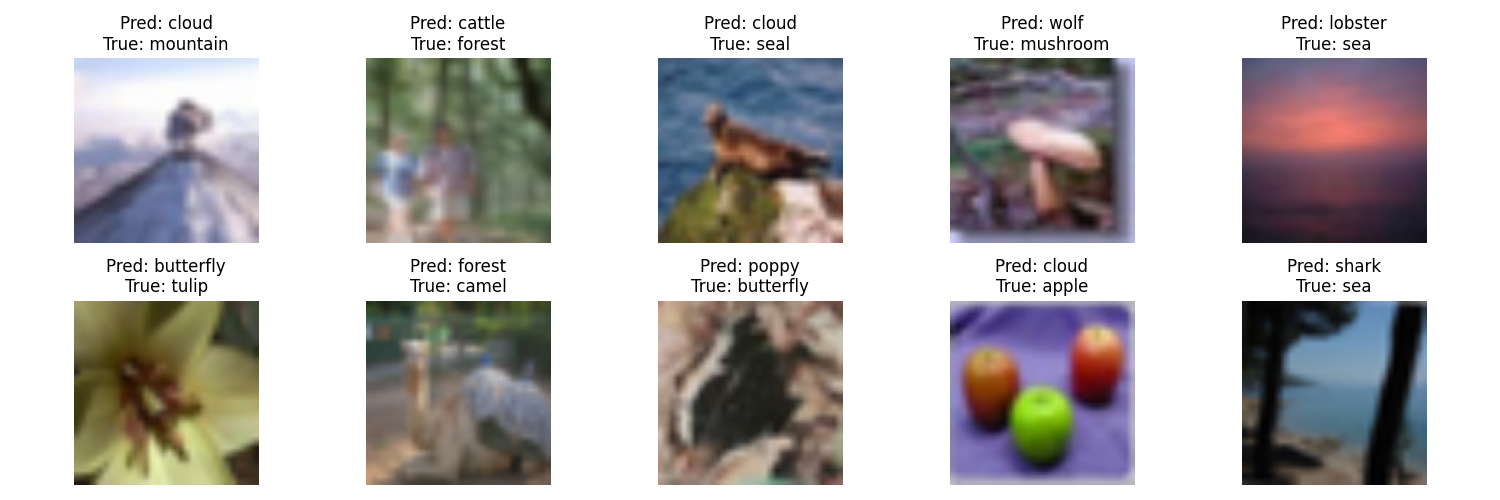 Pred: cloud
True: mountain
Pred: cattle
True: forest
Pred: cloud
True: seal
Pred: wolf
True: mushroom
Pred: lobster
True: sea
Pred: butterfly
True: tulip
Pred: forest
True: camel
Pred: poppy
True: butterfly
Pred: cloud
True: apple
Pred: shark
True: sea